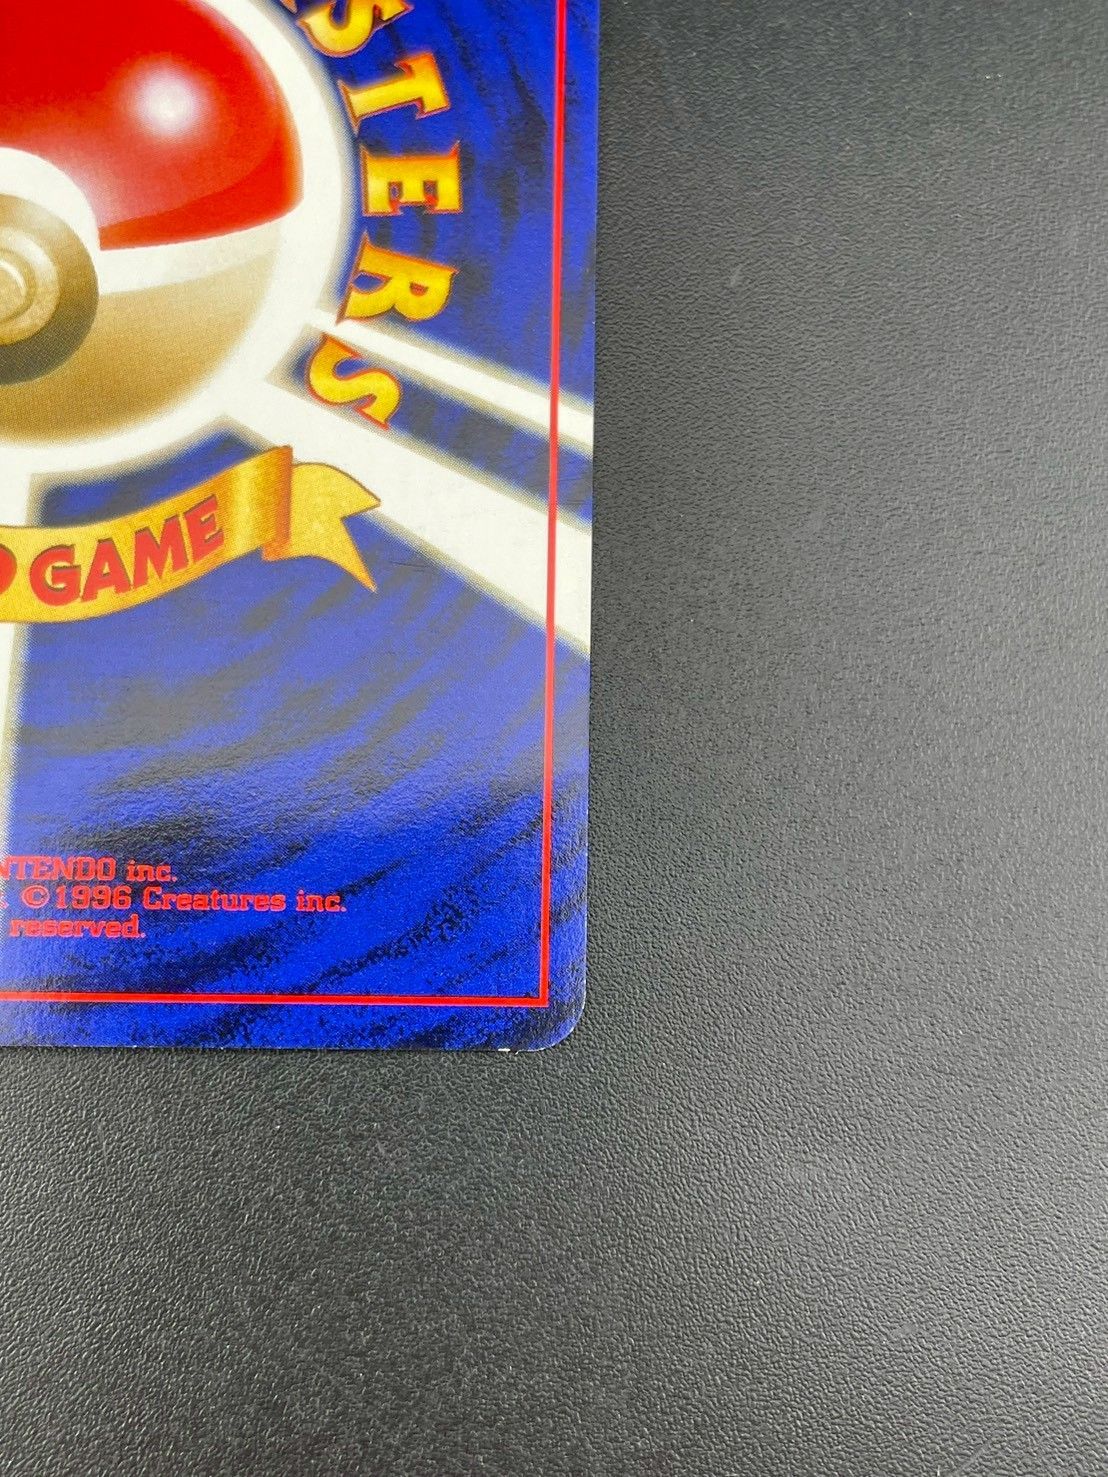 STERS
GAME
NTENDO inc.
©1996 Creatures inc.
reserved.